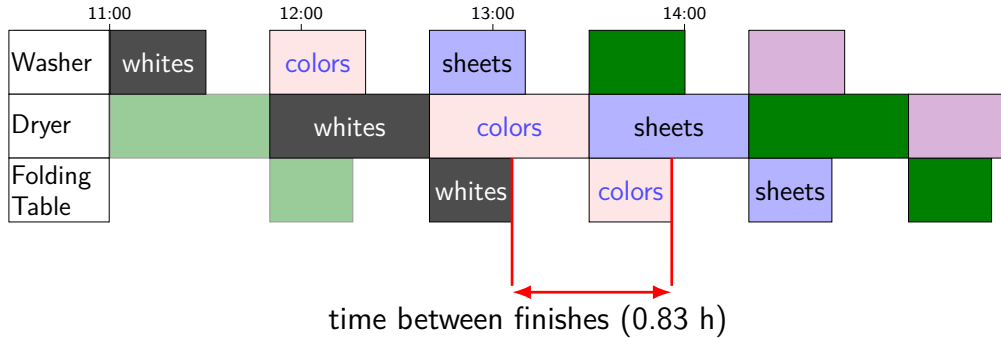 11:00 12:00 13:00 14:00
Washer whites colors sheets
Dryer whites colors sheets
Folding
Table whites colors sheets
time between finishes (0.83 h)